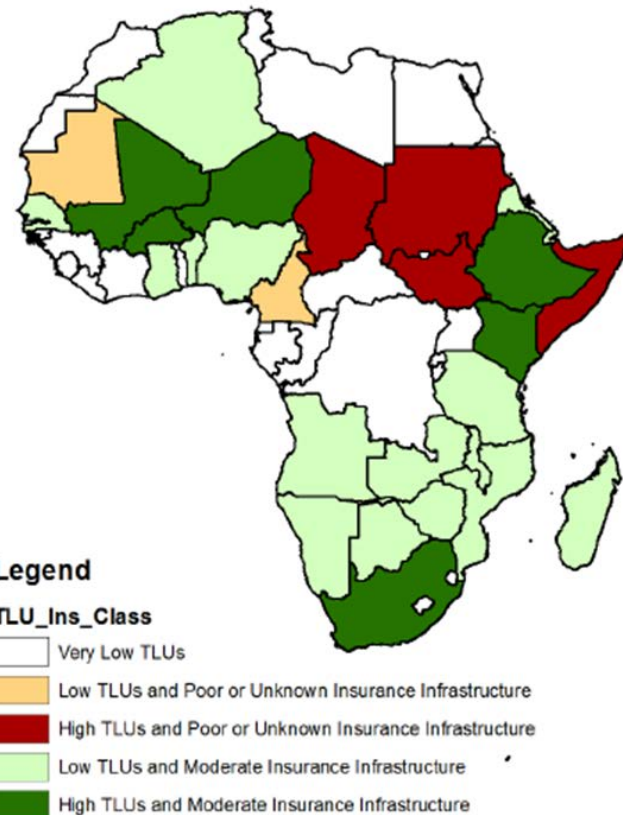 Legend
TLU_Ins_Class
Very Low TLUs
Low TLUs and Poor or Unknown Insurance Infrastructure
High TLUs and Poor or Unknown Insurance Infrastructure
Low TLUs and Moderate Insurance Infrastructure
High TLUs and Moderate Insurance Infrastructure